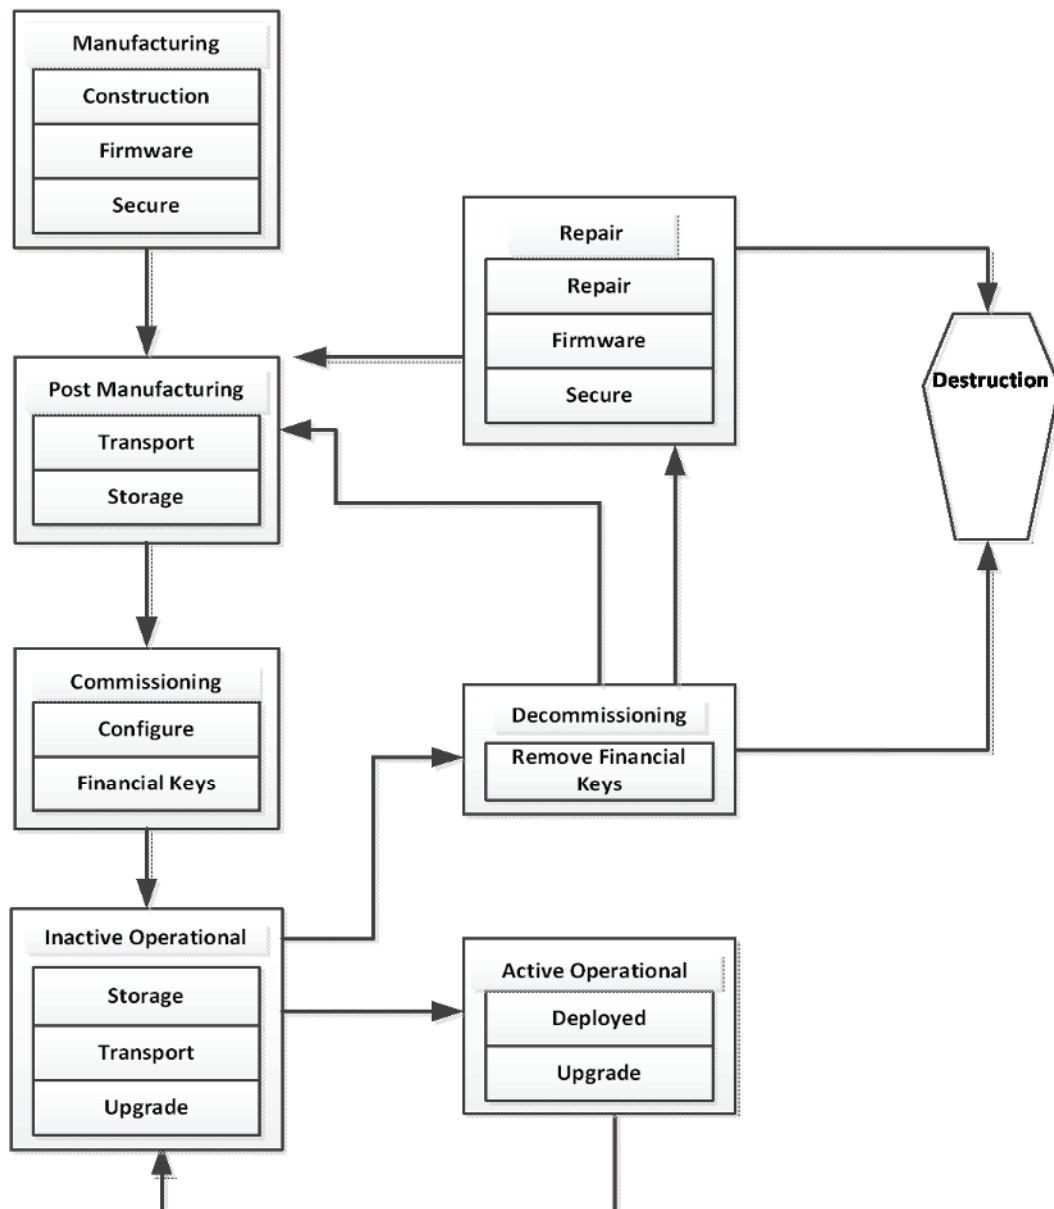 Manufacturing
Construction
Firmware
Secure
Repair
Repair
Firmware
Secure
Destruction
Post Manufacturing
Transport
Storage
Commissioning
Configure
Financial Keys
Decommissioning
Remove Financial
Keys
Inactive Operational
Storage
Transport
Upgrade
Active Operational
Deployed
Upgrade